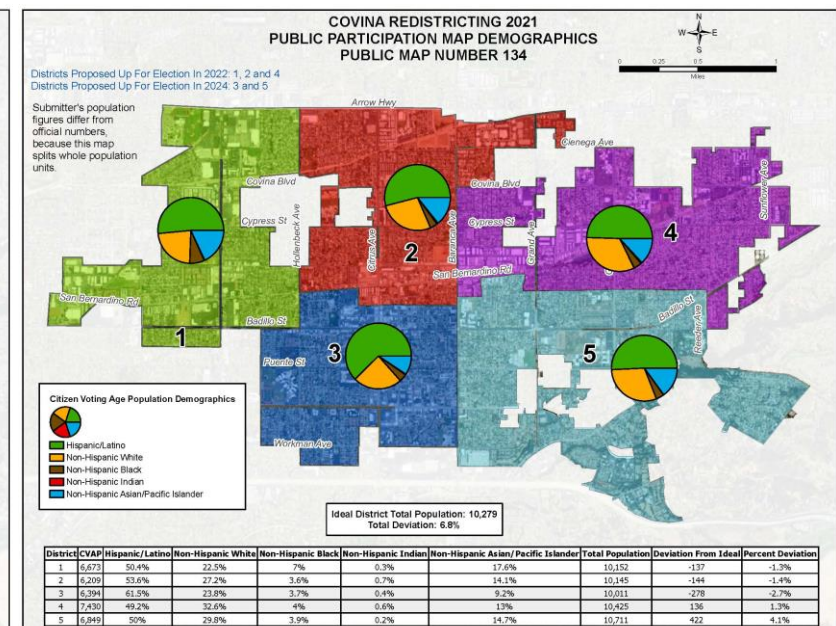 COVINA REDISTRICTING 2021
PUBLIC PARTICIPATION MAP DEMOGRAPHICS
PUBLIC MAP NUMBER 134
N
W E
S
0 0.25 0.5 1
Miles
Districts Proposed Up For Election In 2022: 1, 2 and 4
Districts Proposed Up For Election In 2024: 3 and 5
Submitter's population
figures differ from
official numbers,
because this map
splits whole population
units.
Arrow Hwy
Cienega Ave
Covina Blvd
Covina Blvd
Cypress St
Cypress St
Hollenbeck Ave
Citrus Ave
Barranca Ave
Grand Ave
Sunflower Ave
2
4
San Bernardino Rd
San Bernardino Rd
Badillo St
Badillo St
Reeder Ave
1
3
5
Puente St
Workman Ave
Citizen Voting Age Population Demographics
Hispanic/Latino
Non-Hispanic White
Non-Hispanic Black
Non-Hispanic Indian
Non-Hispanic Asian/Pacific Islander
Ideal District Total Population: 10,279
Total Deviation: 6.8%
District CVAP Hispanic/Latino Non-Hispanic White Non-Hispanic Black Non-Hispanic Indian Non-Hispanic Asian/Pacific Islander Total Population Deviation From Ideal Percent Deviation
1 6,673 50.4% 22.5% 7% 0.3% 17.6% 10,152 -137 -1.3%
2 6,209 53.6% 27.2% 3.6% 0.7% 14.1% 10,145 -144 -1.4%
3 6,394 61.5% 23.8% 3.7% 0.4% 9.2% 10,011 -278 -2.7%
4 7,430 49.2% 32.6% 4% 0.6% 13% 10,425 136 1.3%
5 6,849 50% 29.8% 3.9% 0.2% 14.7% 10,711 422 4.1%